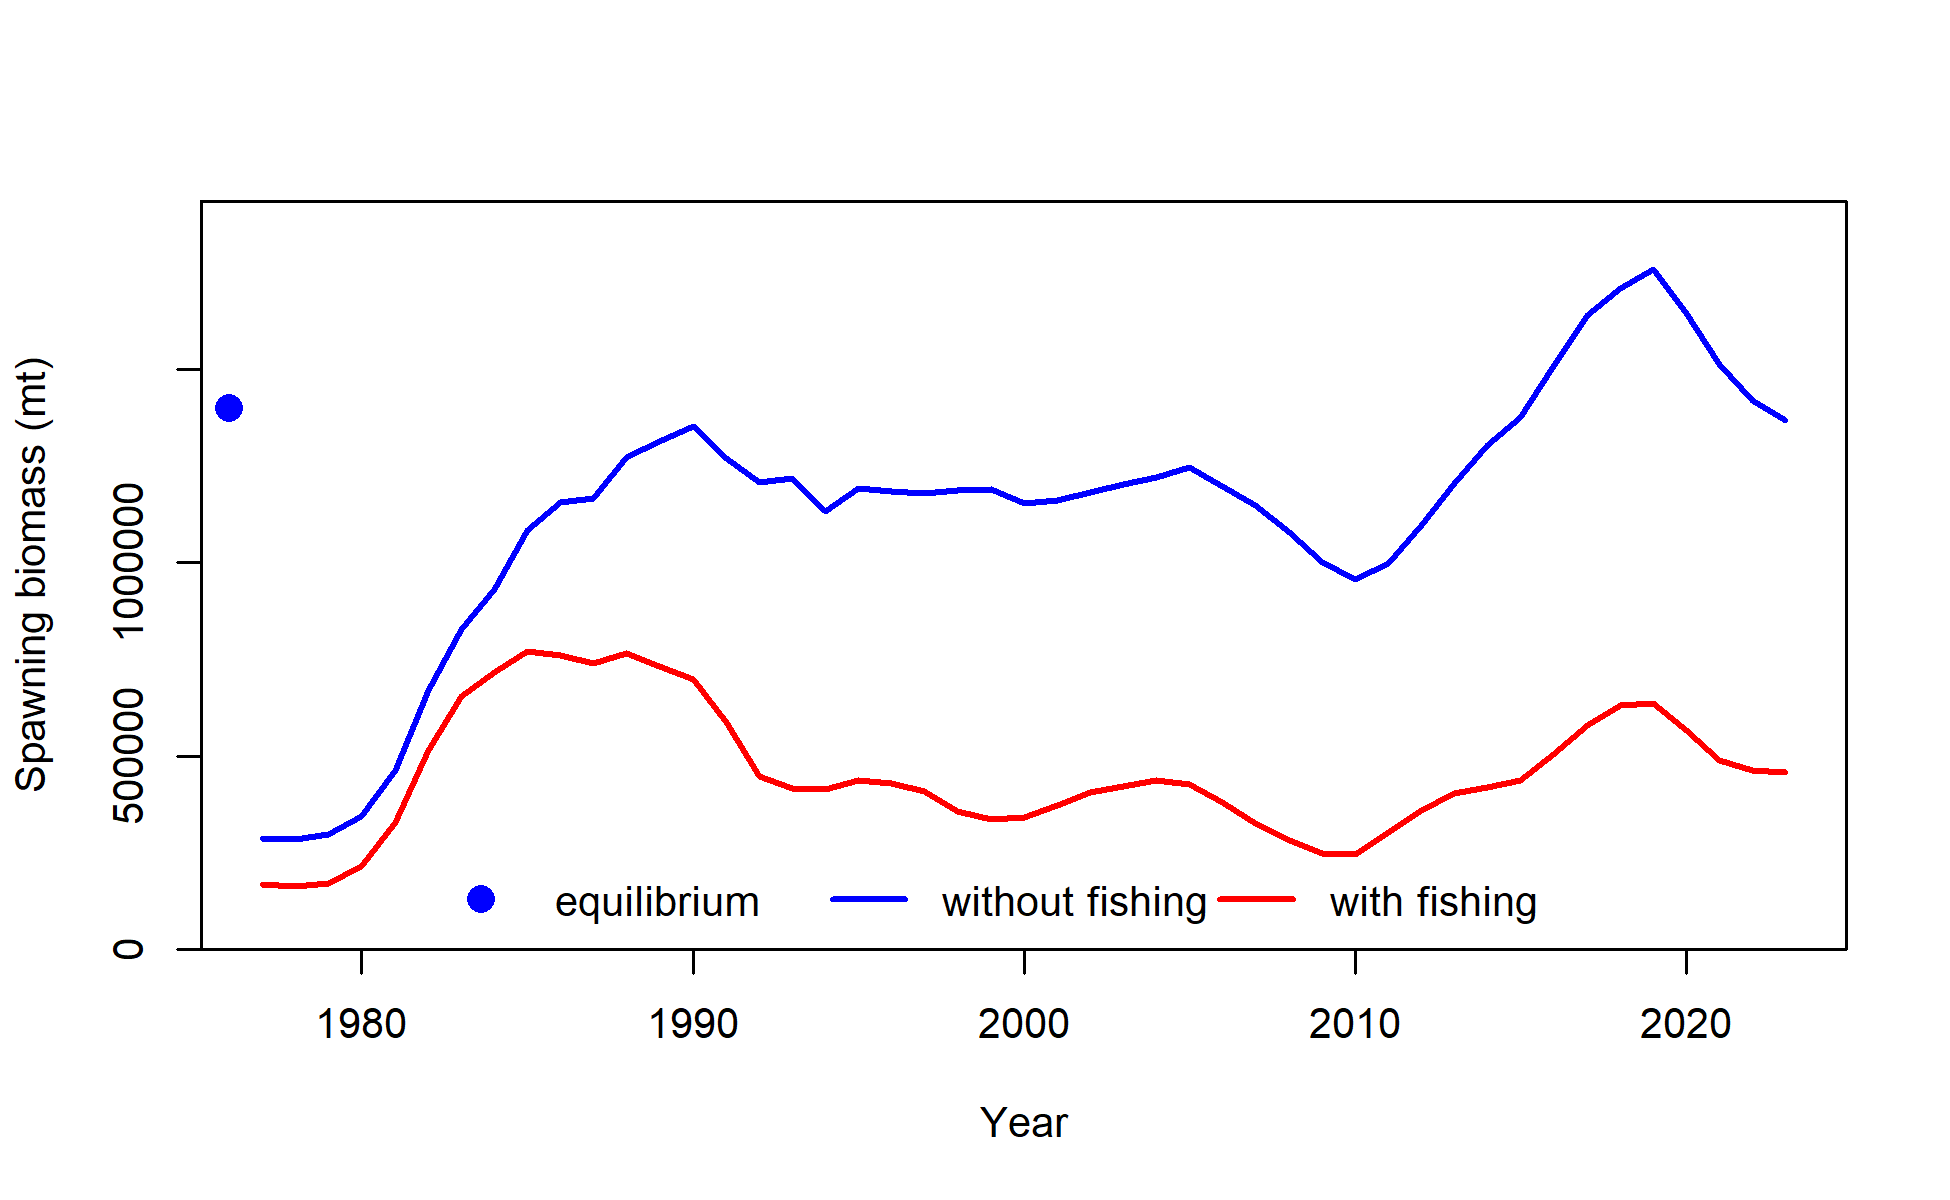 Spawning biomass (mt)
1000000
500000
0
equilibrium without fishing with fishing
1980 1990 2000 2010 2020
Year